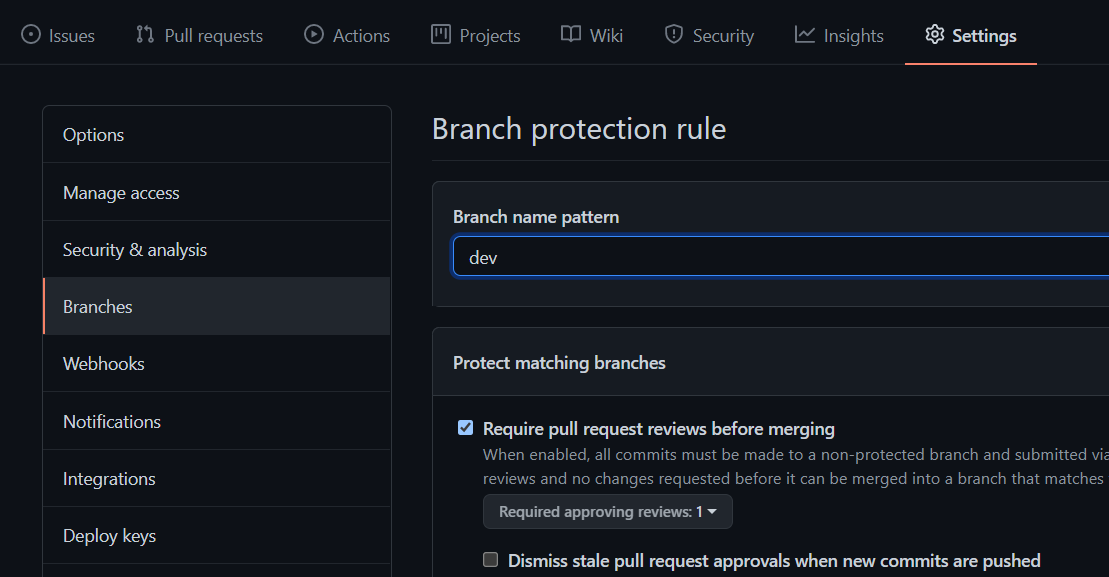 Issues Pull requests Actions Projects Wiki Security Insights Settings
Options
Manage access
Security & analysis
Branches
Webhooks
Notifications
Integrations
Deploy keys
Branch protection rule
Branch name pattern
dev
Protect matching branches
Require pull request reviews before merging
When enabled, all commits must be made to a non-protected branch and submitted via
reviews and no changes requested before it can be merged into a branch that matches
Required approving reviews: 1
Dismiss stale pull request approvals when new commits are pushed